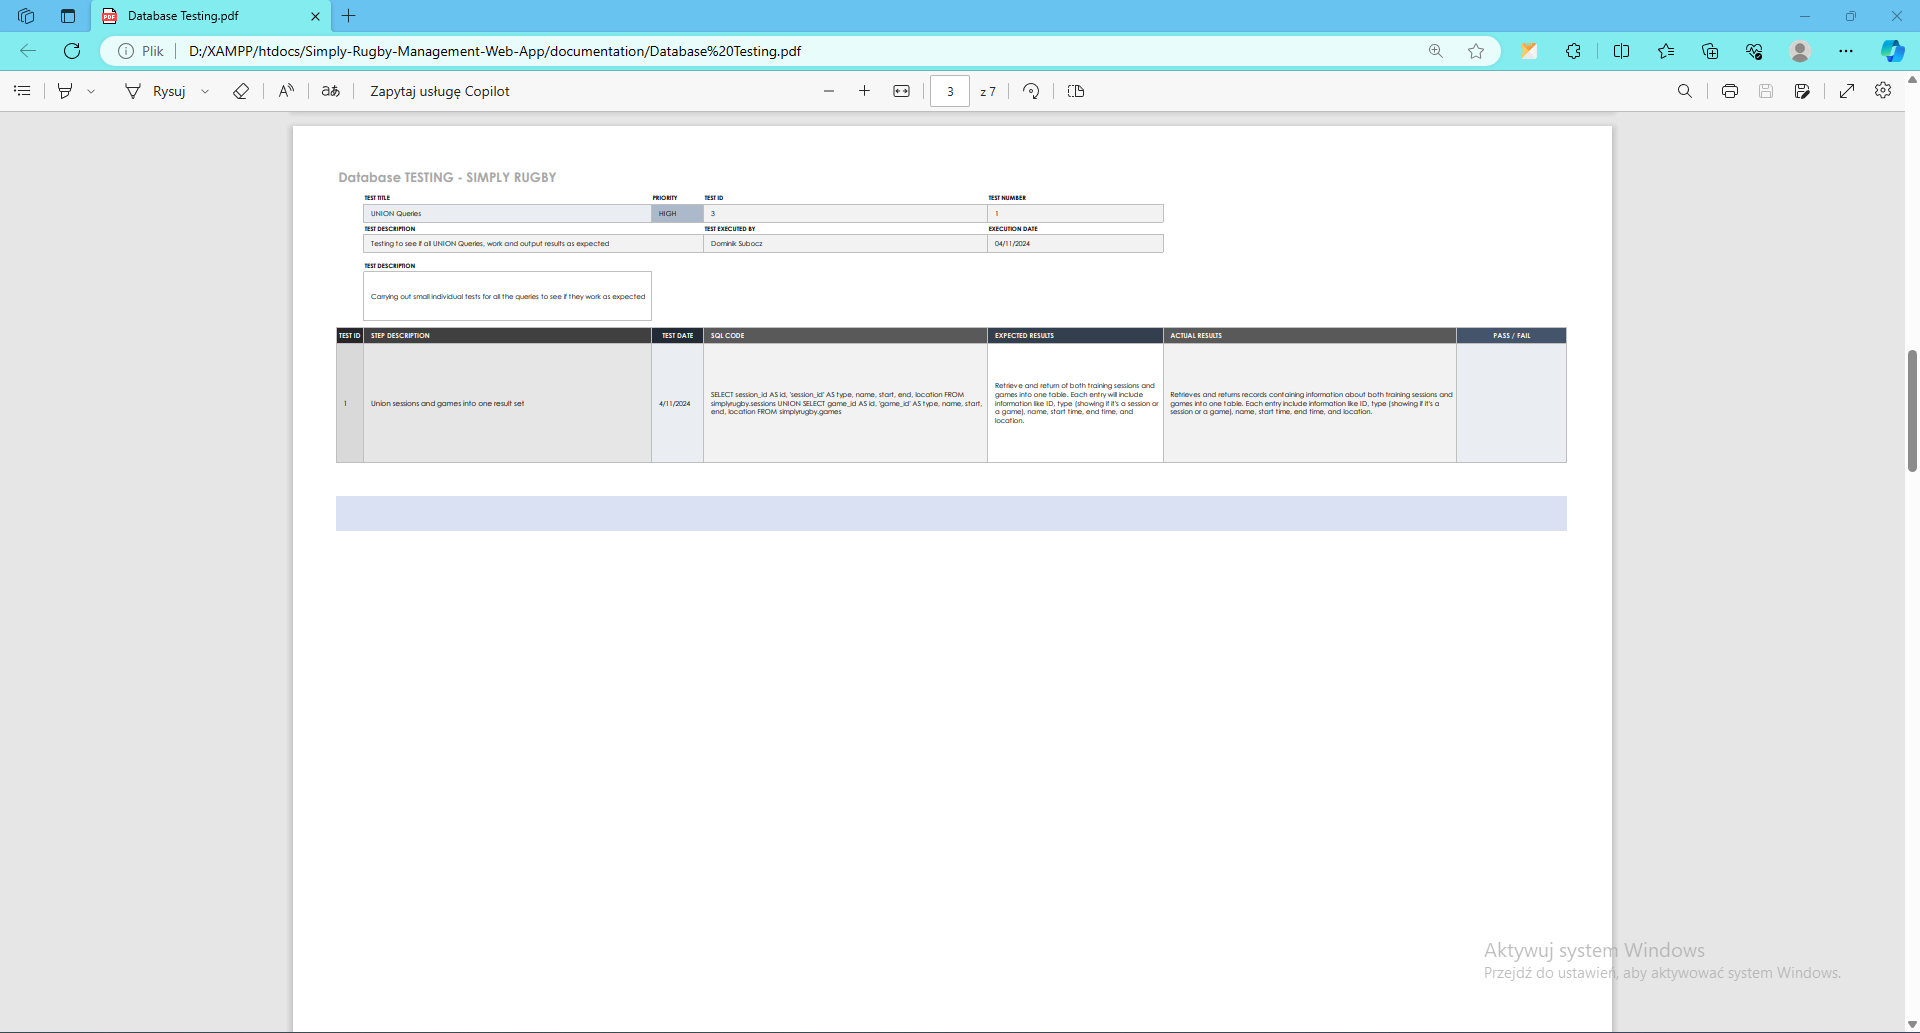 Database Testing.pdf
Plik
D:/XAMPP/htdocs/Simply-Rugby-Management-Web-App/documentation/Database%20Testing.pdf
Rysuj
Zapytaj usługę Copilot
3
z 7
Database TESTING - SIMPLY RUGBY
TEST TITLE
PRIORITY
TEST ID
TEST NUMBER
UNION Queries
HIGH
3
1
TEST DESCRIPTION
TEST EXECUTED BY
EXECUTION DATE
Testing to see if all UNION Queries, work and output results as expected
Dominik Subocz
04/11/2024
TEST DESCRIPTION
Carrying out small individual tests for all the queries to see if they work as expected
TEST ID
STEP DESCRIPTION
TEST DATE
SQL CODE
EXPECTED RESULTS
ACTUAL RESULTS
PASS / FAIL
1
Union sessions and games into one result set
4/11/2024
SELECT session_id AS id, 'session_id' AS type, name, start, end, location FROM
simplyrugby.sessions UNION SELECT game_id AS id, 'game_id' AS type, name, start,
end, location FROM simplyrugby.games
Retrieve and return of both training sessions and
games into one table. Each entry will include
information like ID, type (showing if it's a session or
a game), name, start time, end time, and
location.
Retrieves and returns records containing information about both training sessions and
games into one table. Each entry include information like ID, type (showing if it's a
session or a game), name, start time, end time, and location.
Aktywuj system Windows
Przejdź do ustawień, aby aktywować system Windows.